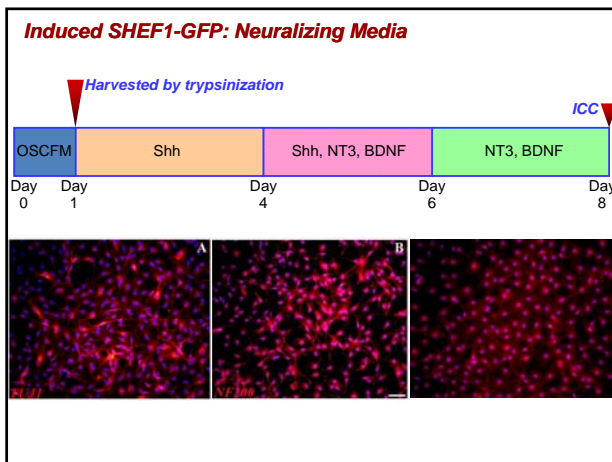 Induced SHEF1-GFP: Neuralizing Media
Harvested by trypsinization
ICC
OSCFM
Shh
Shh, NT3, BDNF
NT3, BDNF
Day 0
Day 1
Day 4
Day 6
Day 8
A
B
TUJ1
NF200